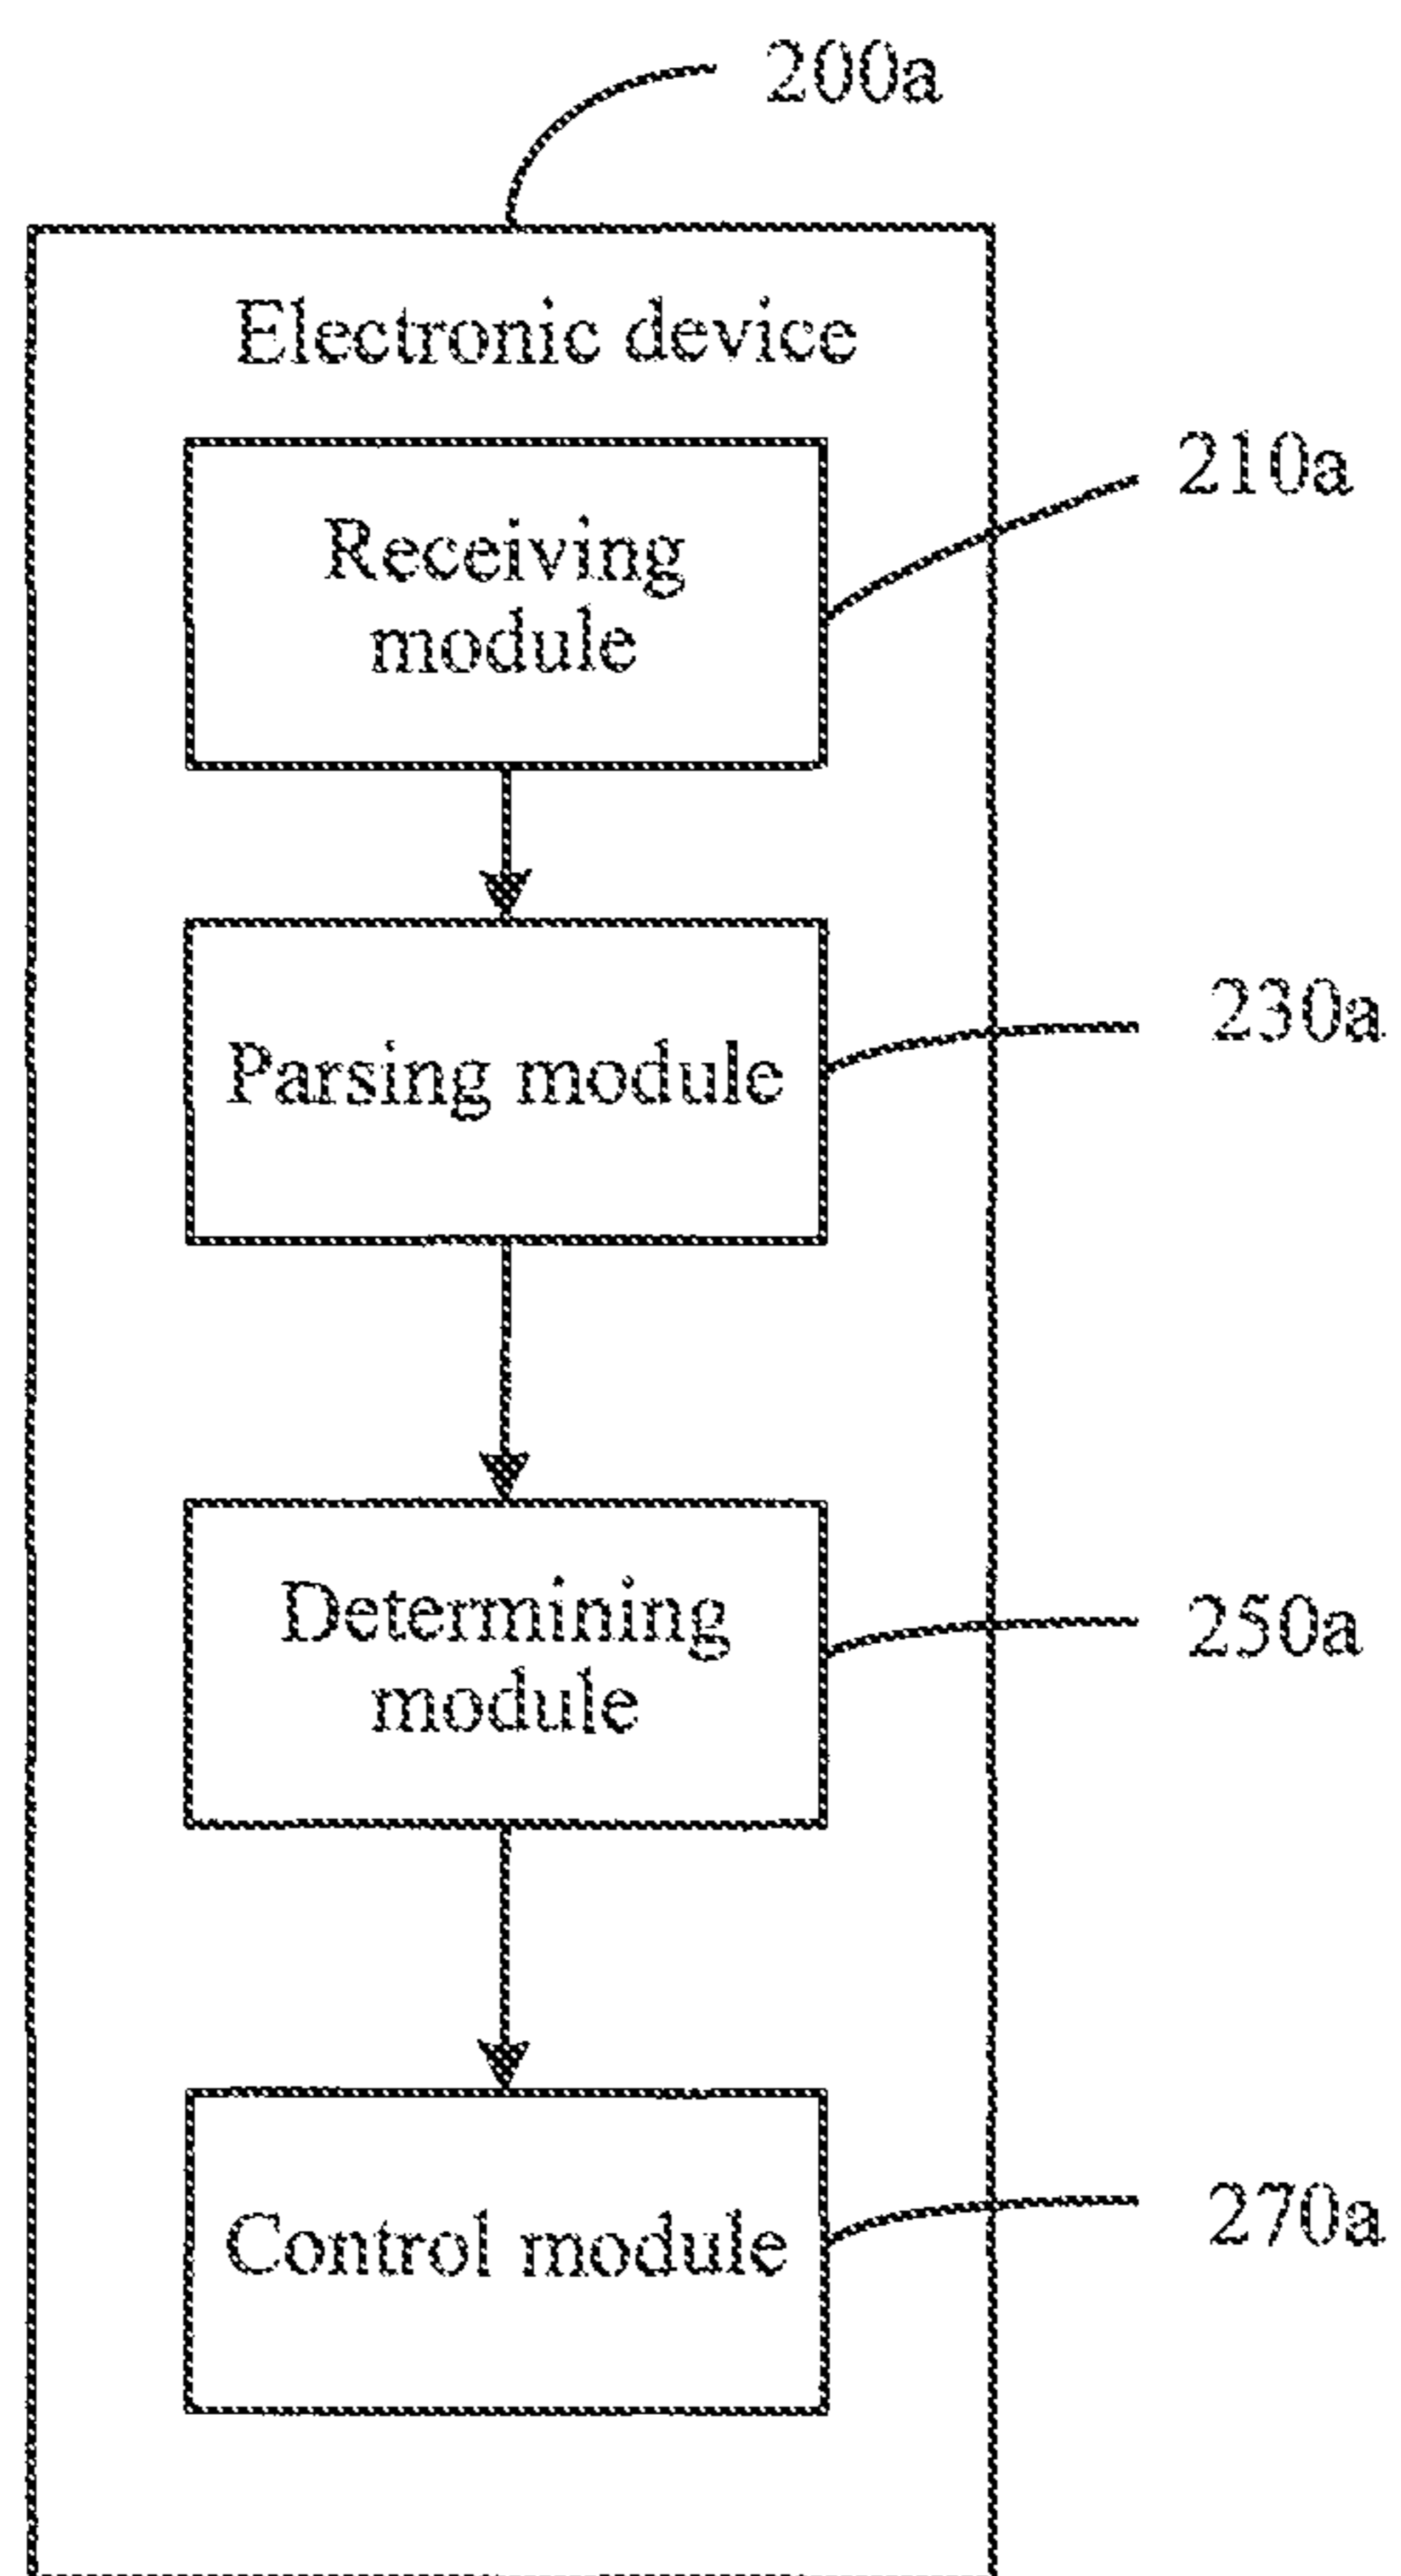 200a
Electronic device
210a
Receiving
module
230a
Parsing module
250a
Determining
module
270a
Control module